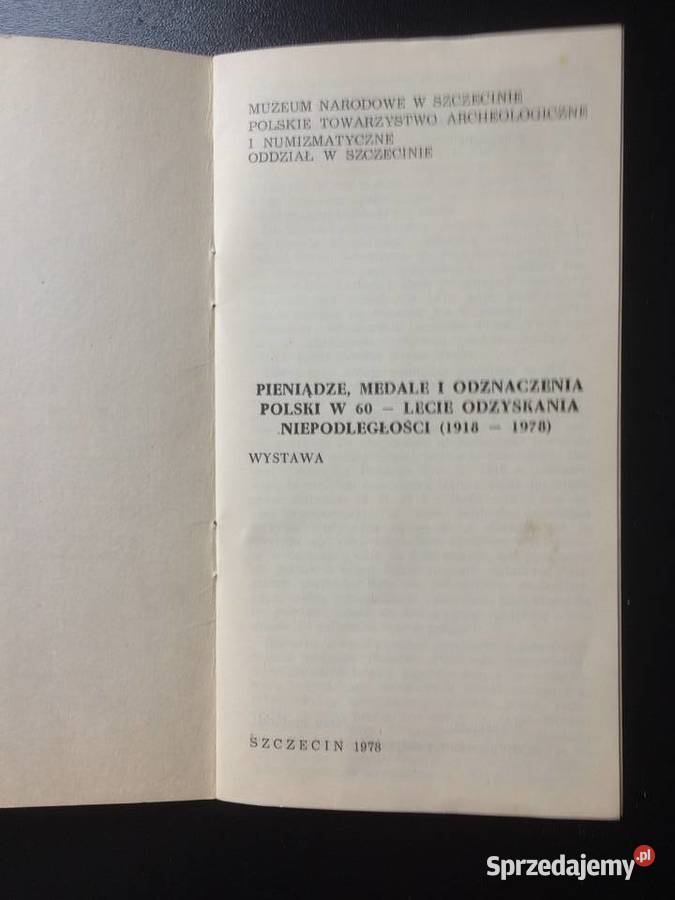 MUZEUM NARODOWE W SZCZECINIE
POLSKIE TOWARZYSTWO ARCHEOLOGICZNE
I NUMIZMATYCZNE
ODDZIAŁ W SZCZECINIE
PIENIĄDZE, MEDALE I ODZNACZENIA
POLSKI W 60 — LECIE ODZYSKANIA
NIEPODLEGŁOŚCI (1918 — 1978)
WYSTAWA
SZCZECIN 1978
Sprzedajemy.pl